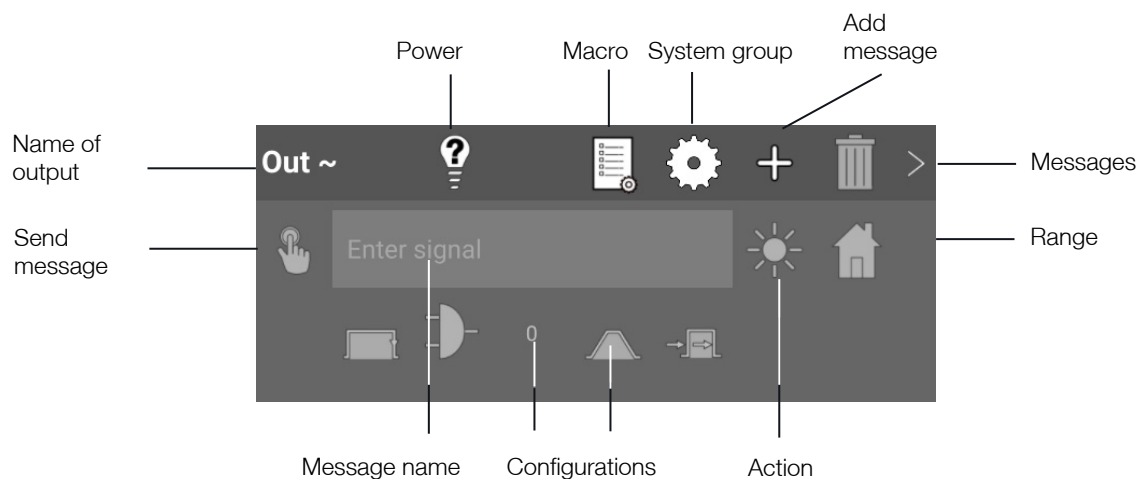 Add
message
Power
Macro
System group
Name of
output
Out ~
?
Messages
Send
message
Enter signal
Range
0
Message name
Configurations
Action